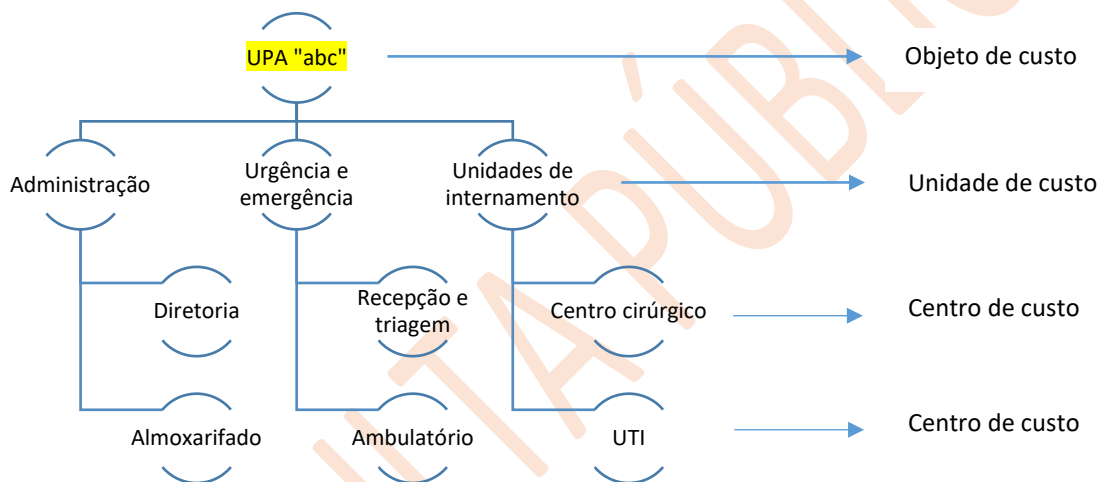 UPA "abc"
Objeto de custo
Administração
Urgência e
emergência
Unidades de
internamento
Unidade de custo
Diretoria
Recepção e
triagem
Centro cirúrgico
Centro de custo
Almoxarifado
Ambulatório
UTI
Centro de custo